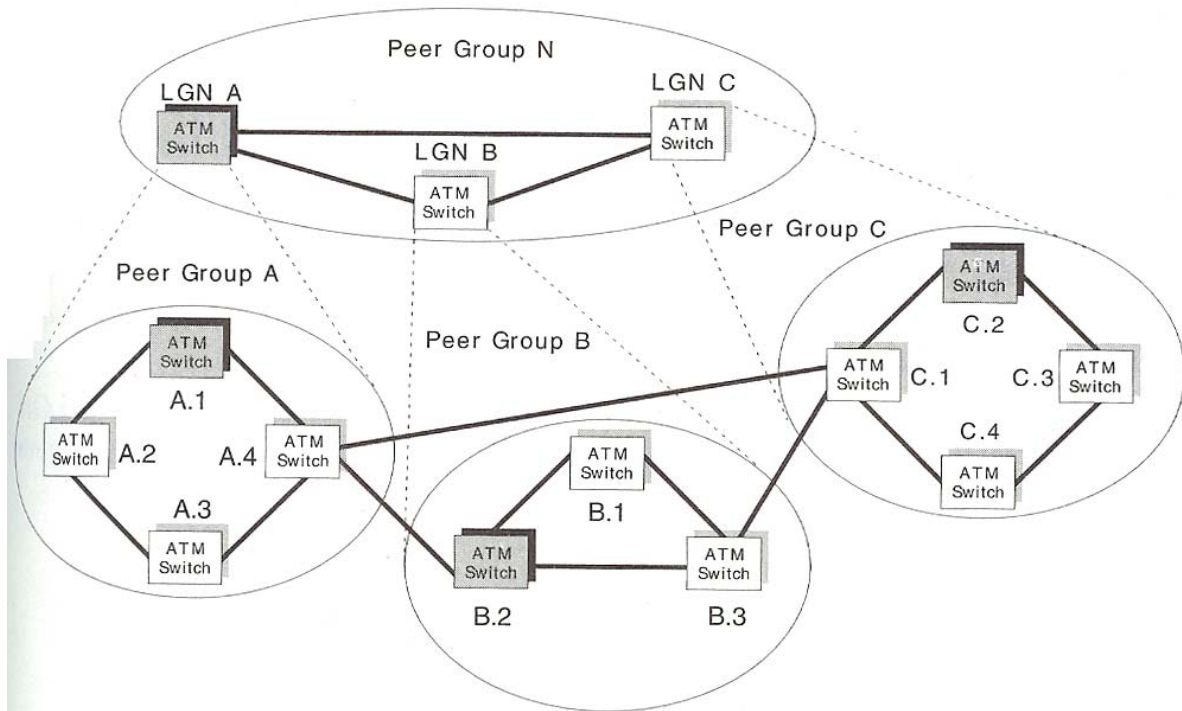 Peer Group N
LGN A
ATM
Switch
LGN C
ATM
Switch
LGN B
ATM
Switch
Peer Group A
ATM
Switch
A.1
ATM
Switch
A.2
A.4
ATM
Switch
A.3
ATM
Switch
Peer Group B
ATM
Switch
B.1
ATM
Switch
B.2
ATM
Switch
B.3
Peer Group C
ATM
Switch
C.2
ATM
Switch
C.1
C.3
ATM
Switch
C.4
ATM
Switch